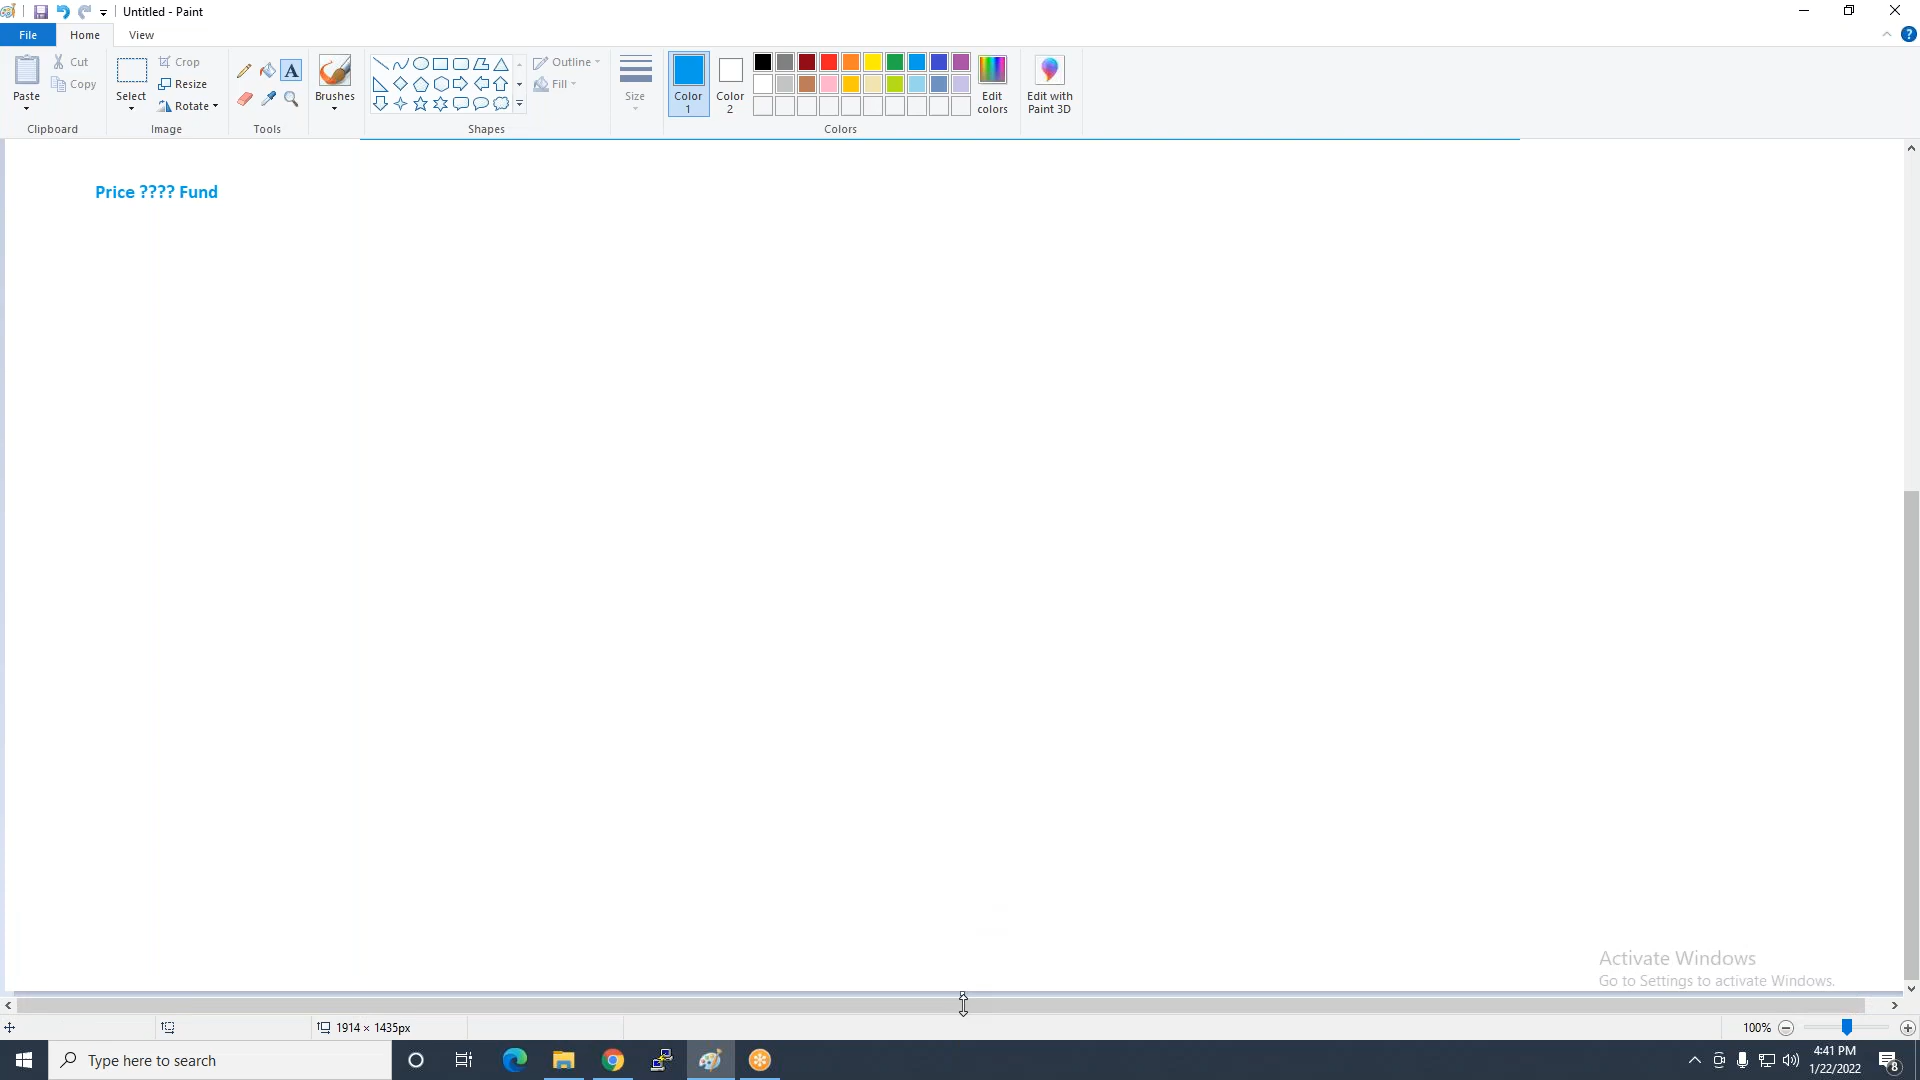 Untitled - Paint
File Home View
Paste
Cut
Copy
Clipboard
Select
Crop
Resize
Rotate
Image
A
Tools
Brushes
Outline
Fill
Shapes
Size
Color 1
Color 2
Edit colors
Colors
Edit with Paint 3D
Price ???? Fund
Activate Windows
Go to Settings to activate Windows.
1914 × 1435px
100%
Type here to search
4:41 PM
1/22/2022
8